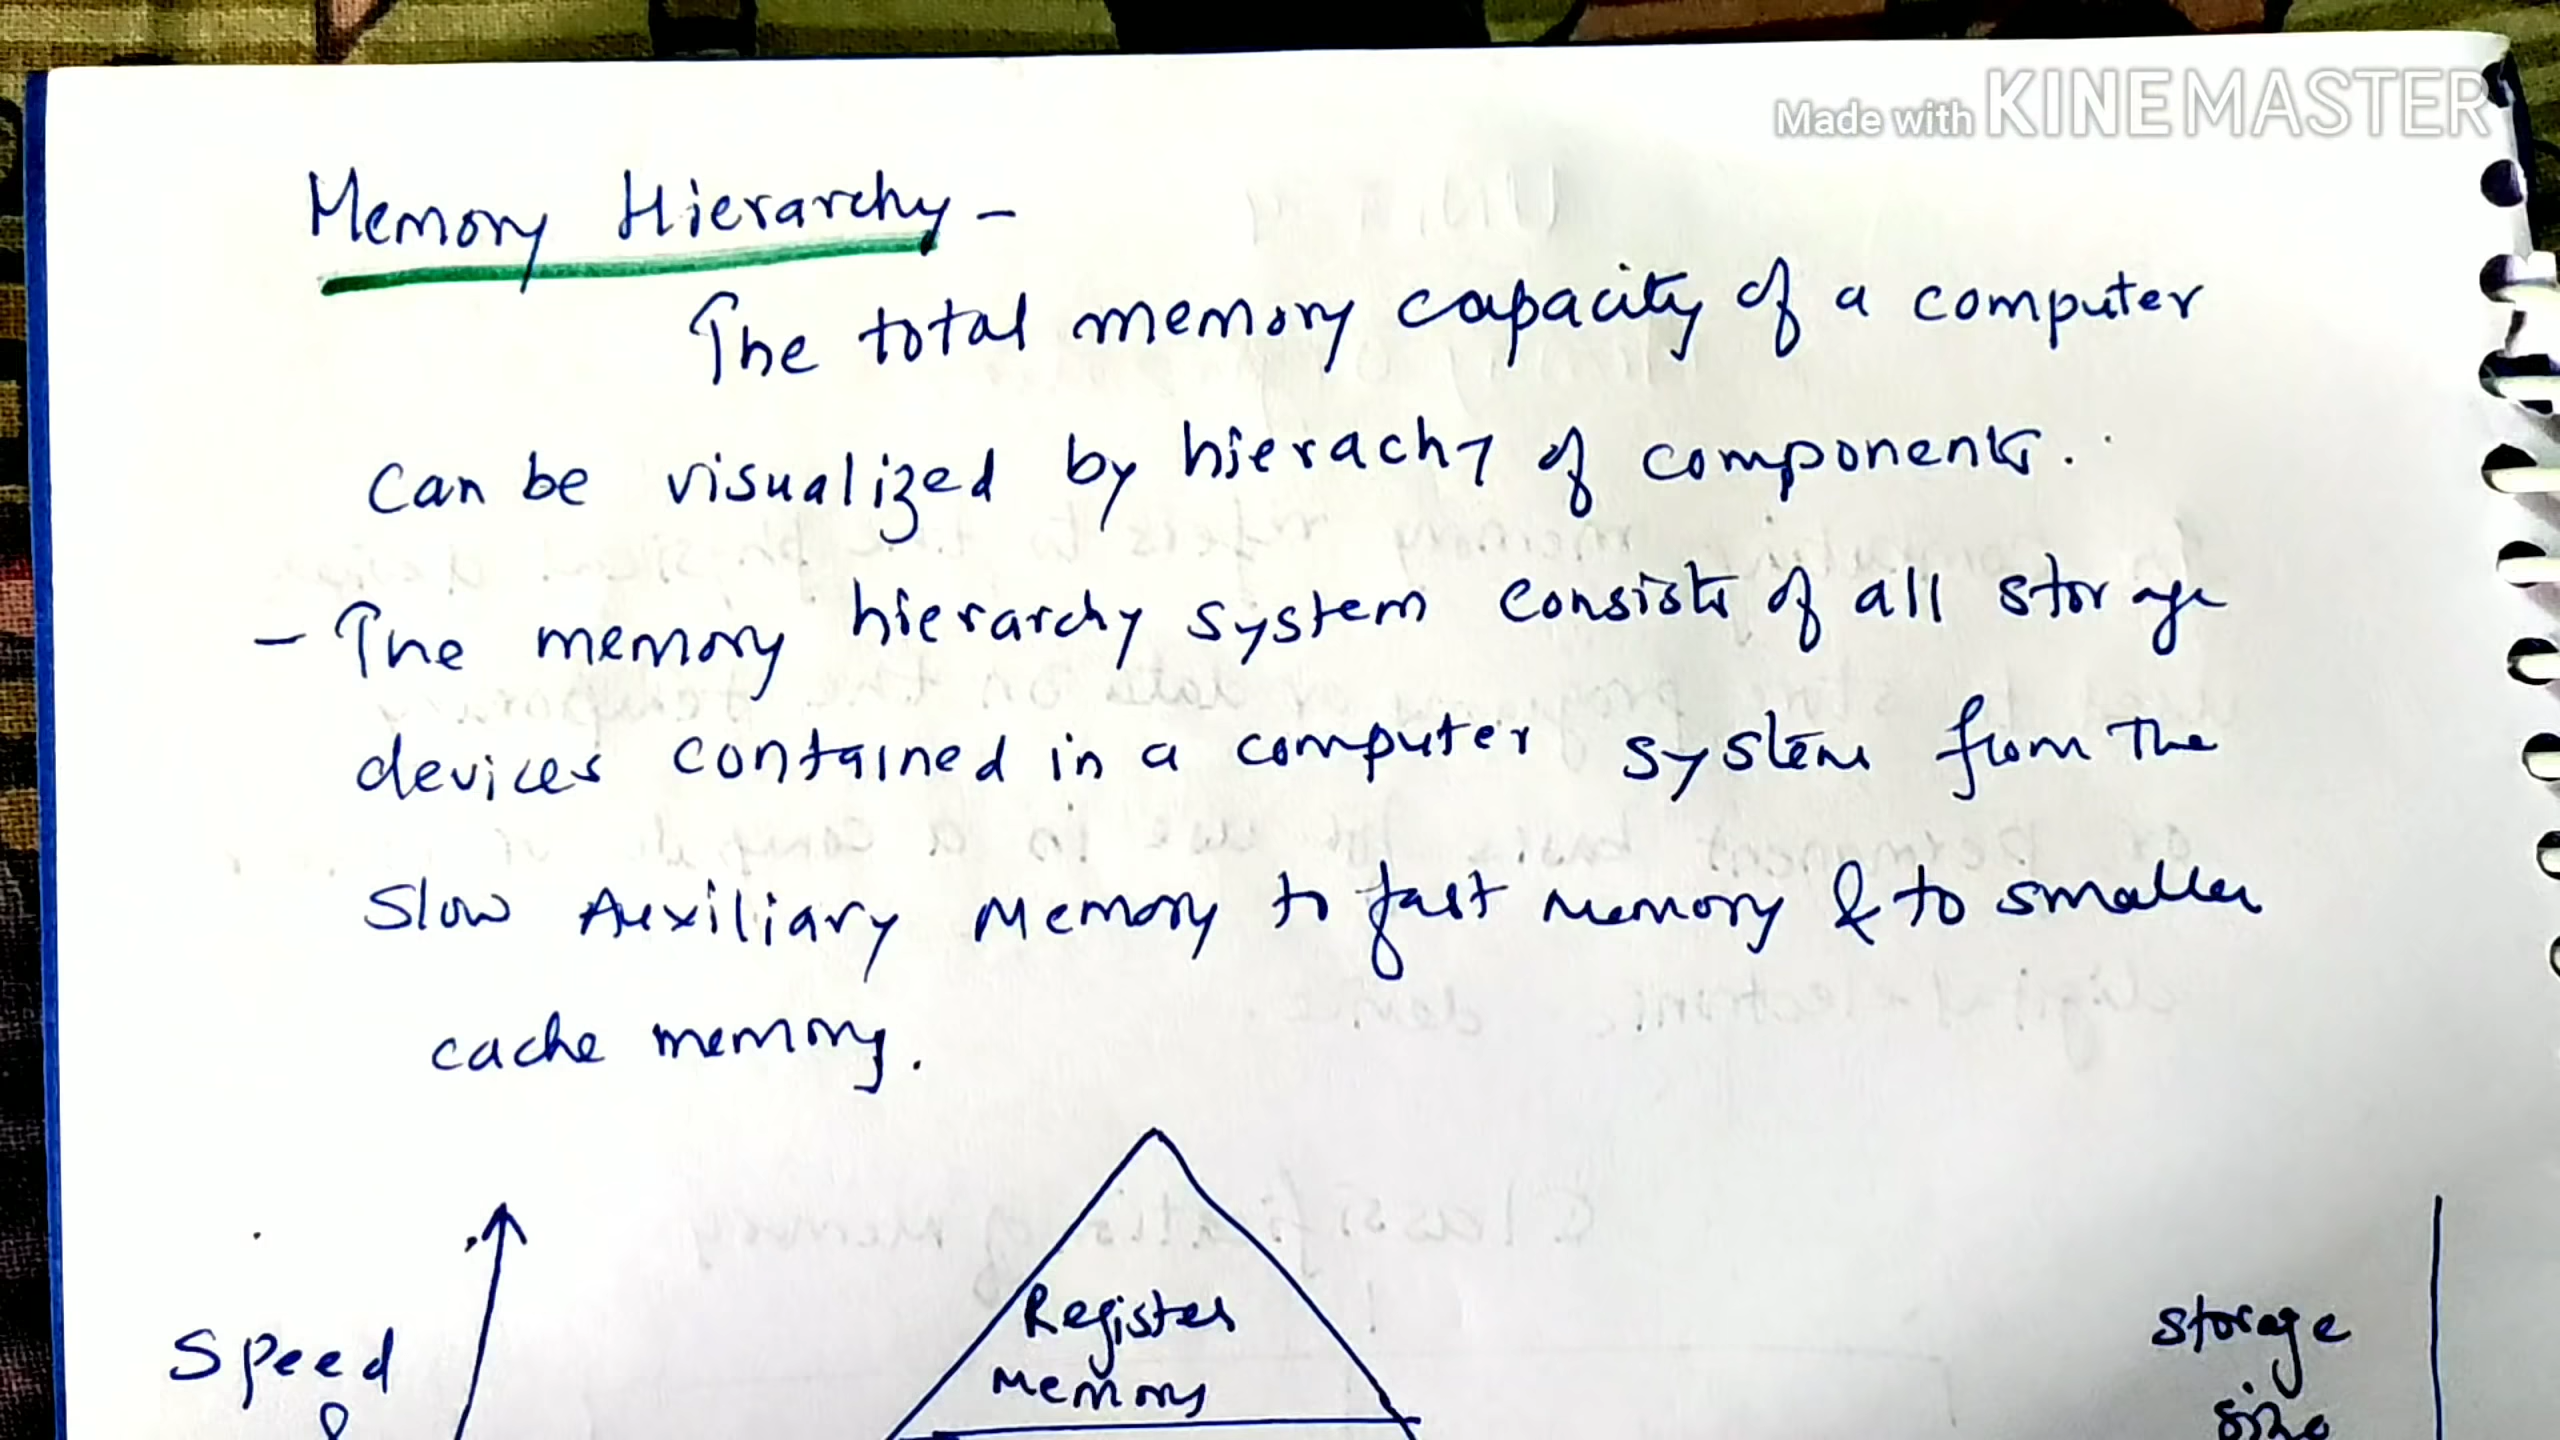 Made with KINEMASTER
Memory Hierarchy -
The total memory capacity of a computer
can be visualized by hierachy of components.
- The memory hierarchy system consists of all storage
devices contained in a computer system from the
Slow Auxiliary Memory to fast memory & to smaller
cache memory.
Register
Memory
Speed
&
storage
size